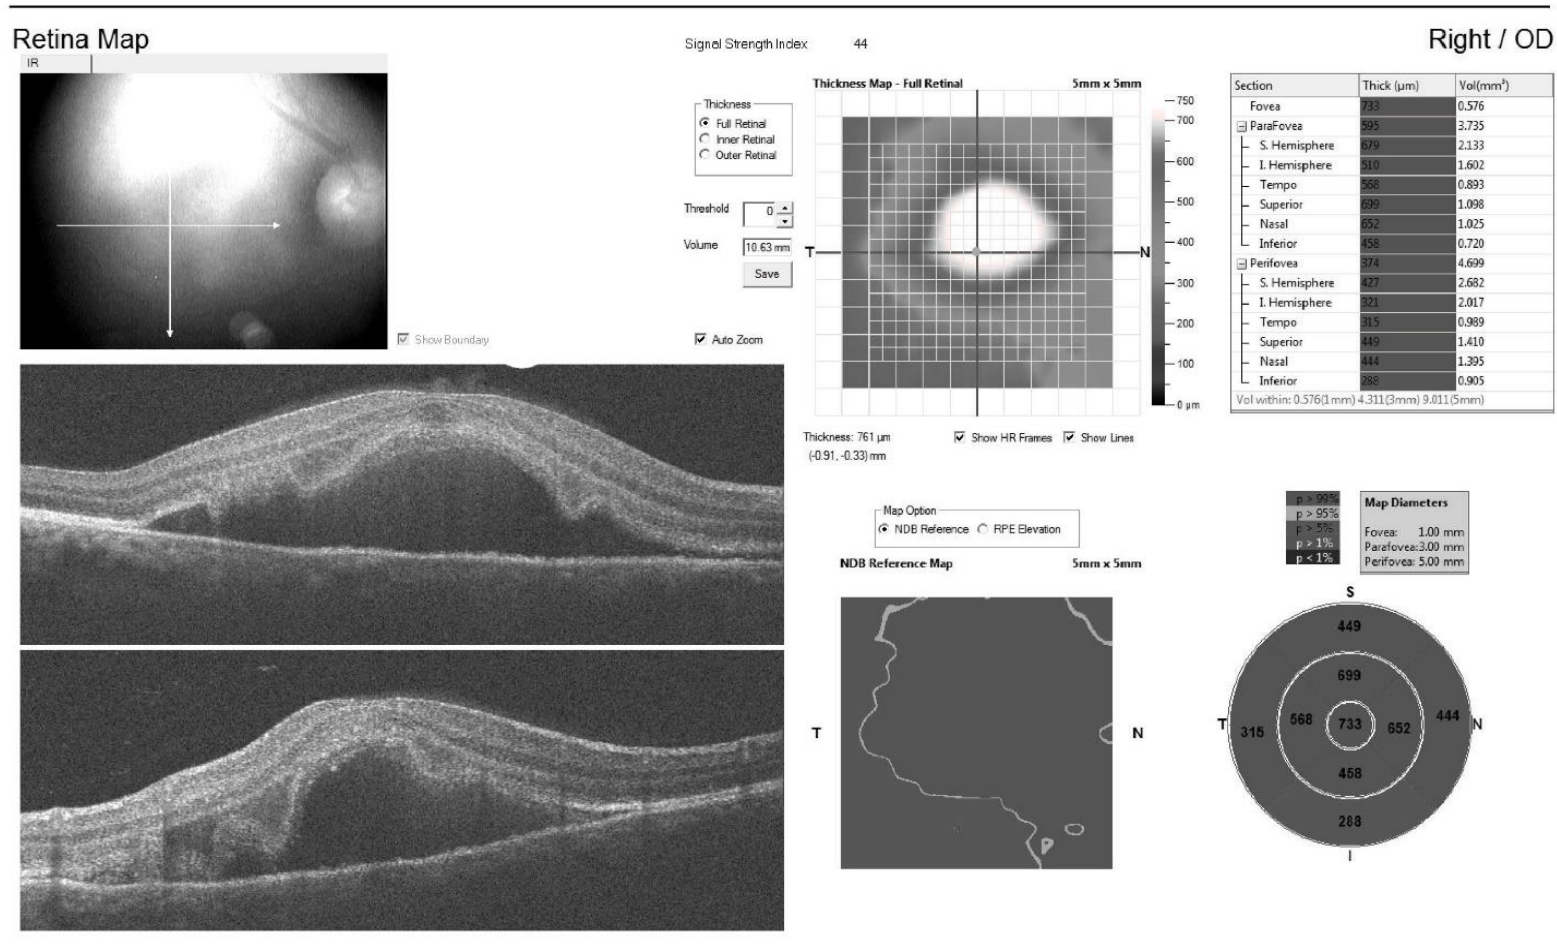 Retina Map
Signal Strength Index 44
Right / OD
IR
Show Boundary
Thickness
Full Retinal
Inner Retinal
Outer Retinal
Threshold 0
Volume 10.63 mm
Save
Auto Zoom
Thickness Map - Full Retinal 5mm x 5mm
T
N
750
700
600
500
400
300
200
100
0 µm
Thickness: 761 µm
(-0.91, -0.33) mm
Show HR Frames
Show Lines
Section Thick (µm) Vol(mm³)
Fovea 733 0.576
ParaFovea 595 3.735
S. Hemisphere 679 2.133
I. Hemisphere 510 1.602
Tempo 568 0.893
Superior 699 1.098
Nasal 652 1.025
Inferior 458 0.720
Perifovea 374 4.699
S. Hemisphere 427 2.682
I. Hemisphere 321 2.017
Tempo 315 0.989
Superior 449 1.410
Nasal 444 1.395
Inferior 288 0.905
Vol within: 0.576(1mm) 4.311(3mm) 9.011(5mm)
Map Option
NDB Reference
RPE Elevation
NDB Reference Map 5mm x 5mm
T
N
p > 99%
p > 95%
p > 5%
p > 1%
p < 1%
Map Diameters
Fovea: 1.00 mm
Parafovea:3.00 mm
Perifovea: 5.00 mm
S
449
699
T 315 568 733 652 444 N
458
288
I